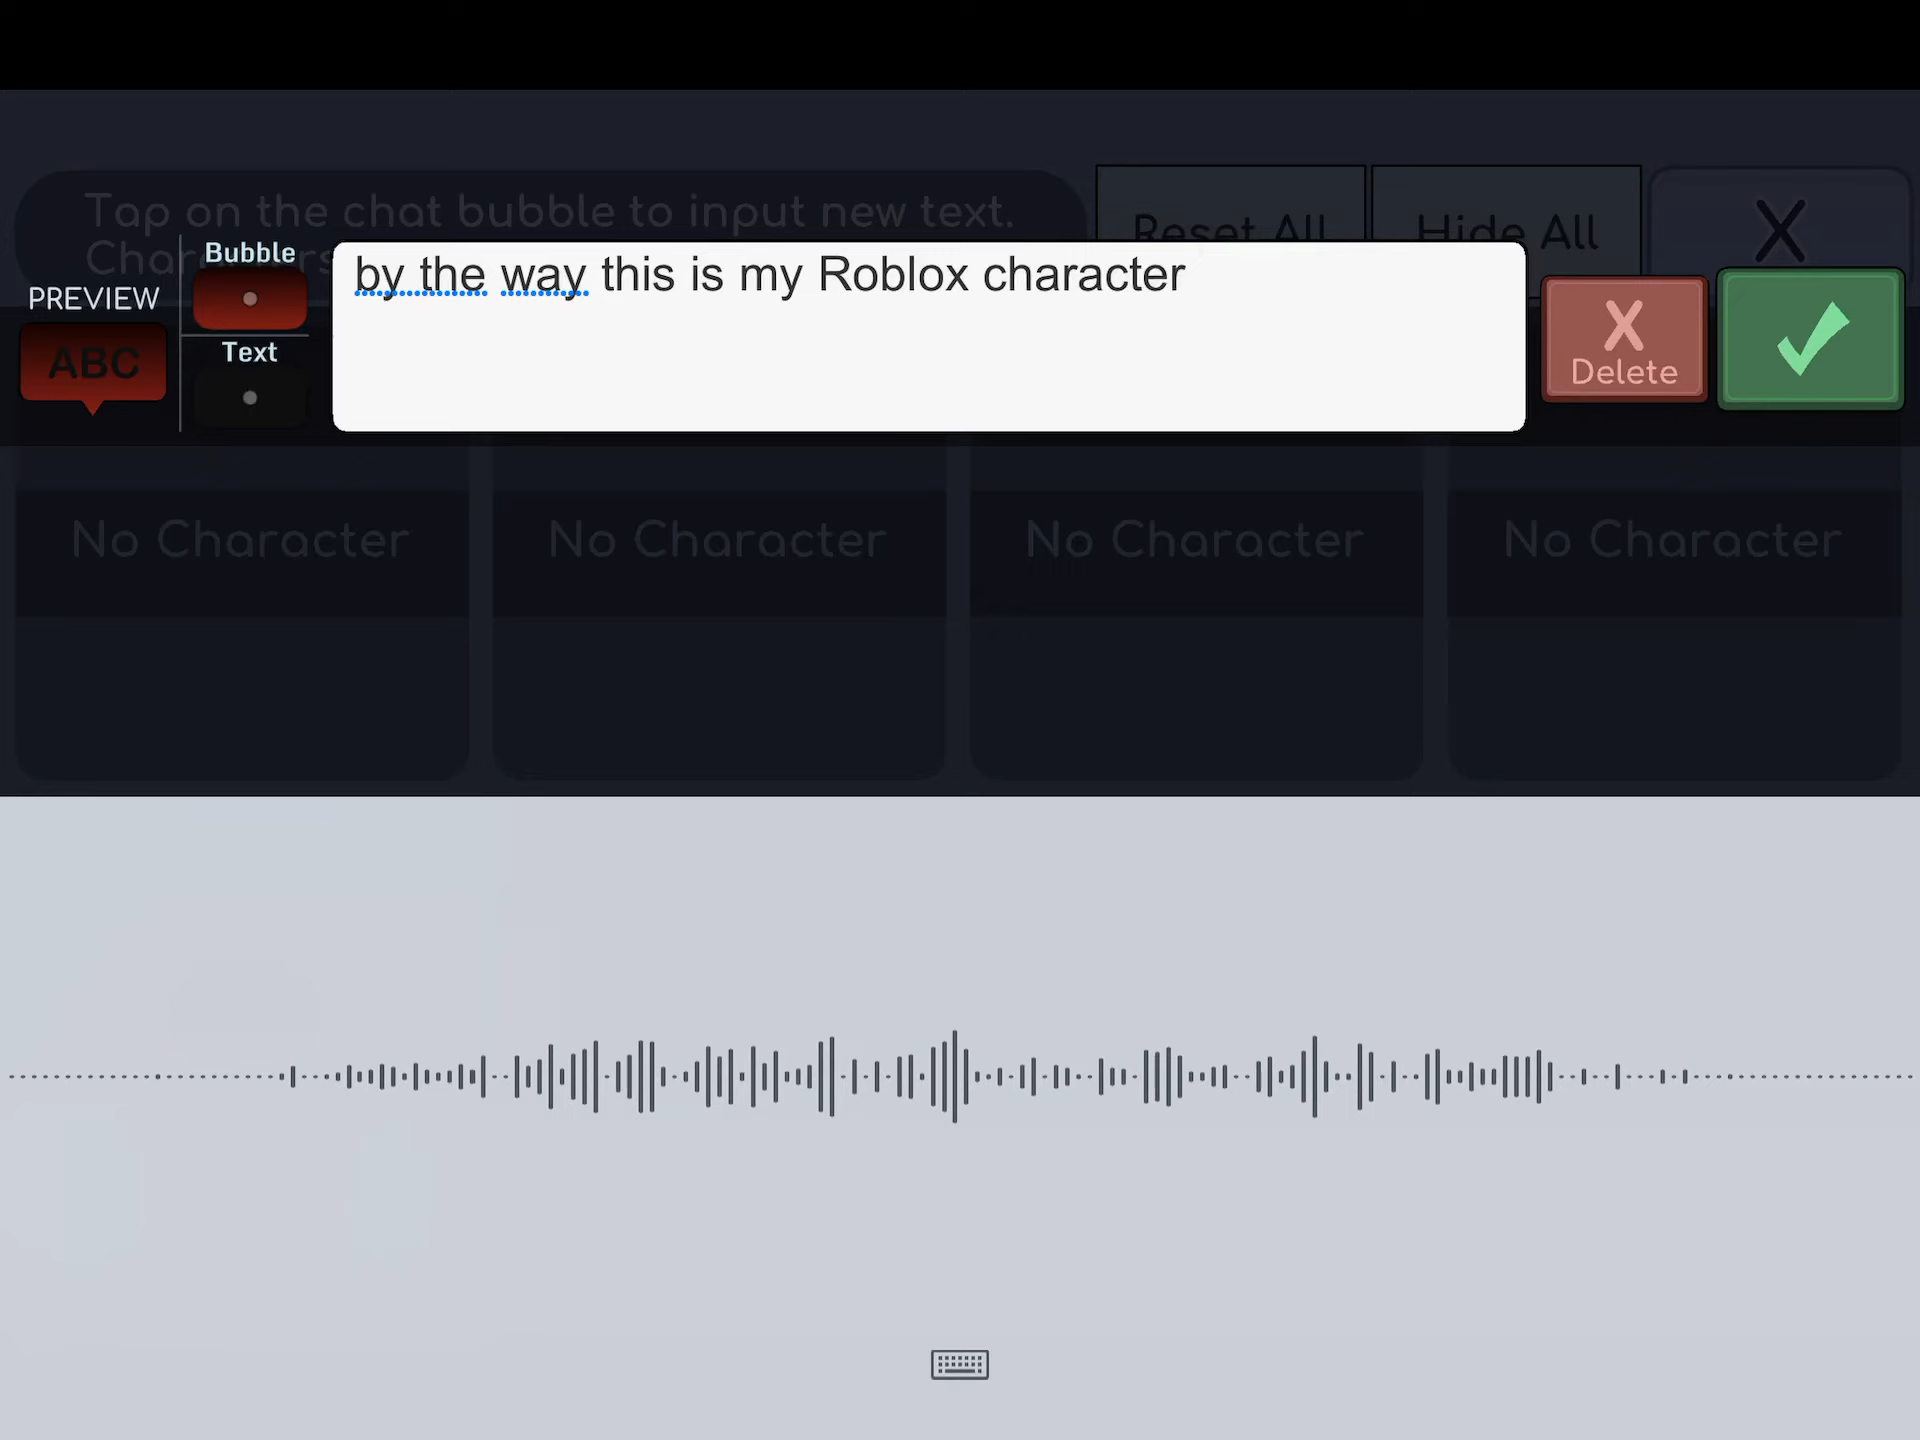 Tap on the chat bubble to input new text.
Characters
Reset All
Hide All
X
Bubble
PREVIEW
ABC
Text
by the way this is my Roblox character
X
Delete
No Character
No Character
No Character
No Character